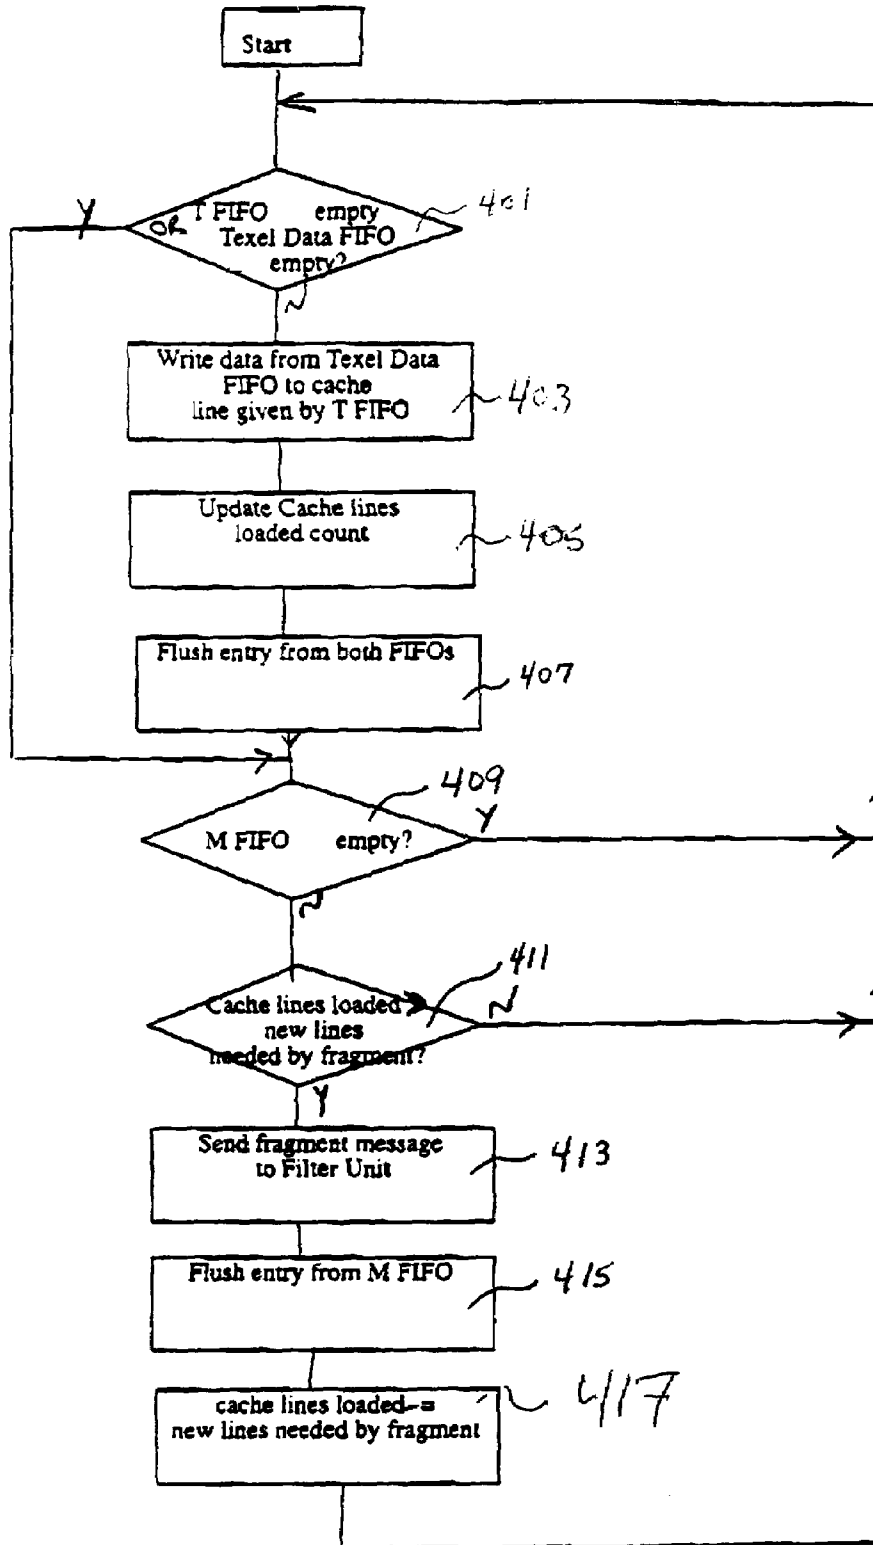 Start
T FIFO empty 401
Y OR Texel Data FIFO
empty?
N
Write data from Texel Data
FIFO to cache
line given by T FIFO 403
Update Cache lines
loaded count 405
Flush entry from both FIFOs
407
409
Y
M FIFO empty?
N
411
N
Cache lines loaded >
new lines
needed by fragment?
Y
Send fragment message
to Filter Unit 413
Flush entry from M FIFO 415
cache lines loaded-= 417
new lines needed by fragment